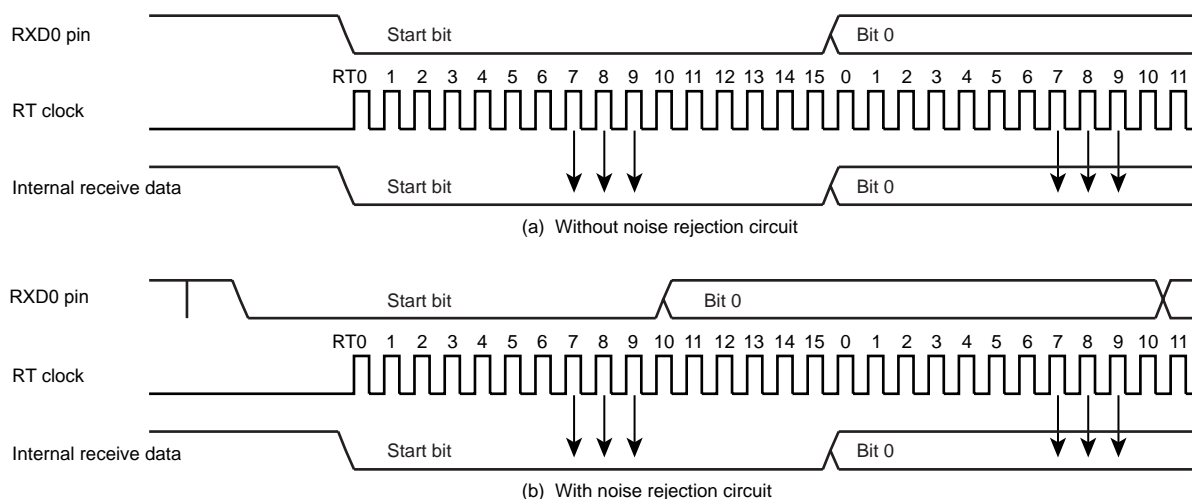 RXD0 pin Start bit Bit 0
RT0 1 2 3 4 5 6 7 8 9 10 11 12 13 14 15 0 1 2 3 4 5 6 7 8 9 10 11
RT clock
Internal receive data Start bit Bit 0
(a) Without noise rejection circuit
RXD0 pin Start bit Bit 0
RT0 1 2 3 4 5 6 7 8 9 10 11 12 13 14 15 0 1 2 3 4 5 6 7 8 9 10 11
RT clock
Internal receive data Start bit Bit 0
(b) With noise rejection circuit